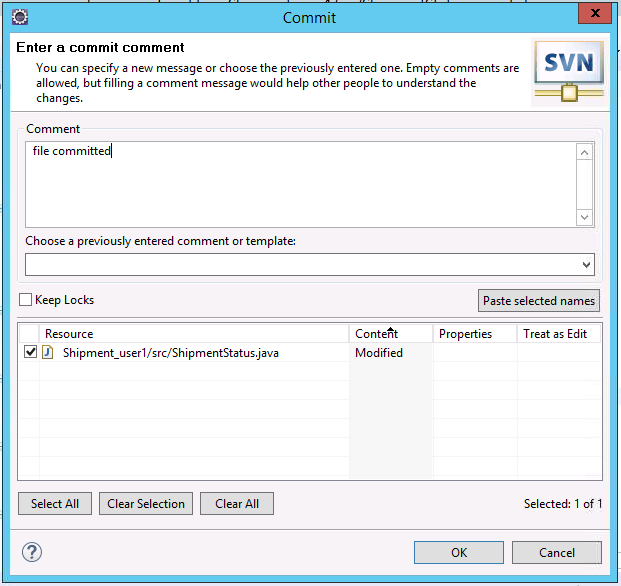 Commit
x
Enter a commit comment
You can specify a new message or choose the previously entered one. Empty comments are
allowed, but filling a comment message would help other people to understand the
changes.
SVN
Comment
file committed
Choose a previously entered comment or template:
Keep Locks
Paste selected names
Resource Content Properties Treat as Edit
J Shipment_user1/src/ShipmentStatus.java Modified
Select All Clear Selection Clear All Selected: 1 of 1
? OK Cancel